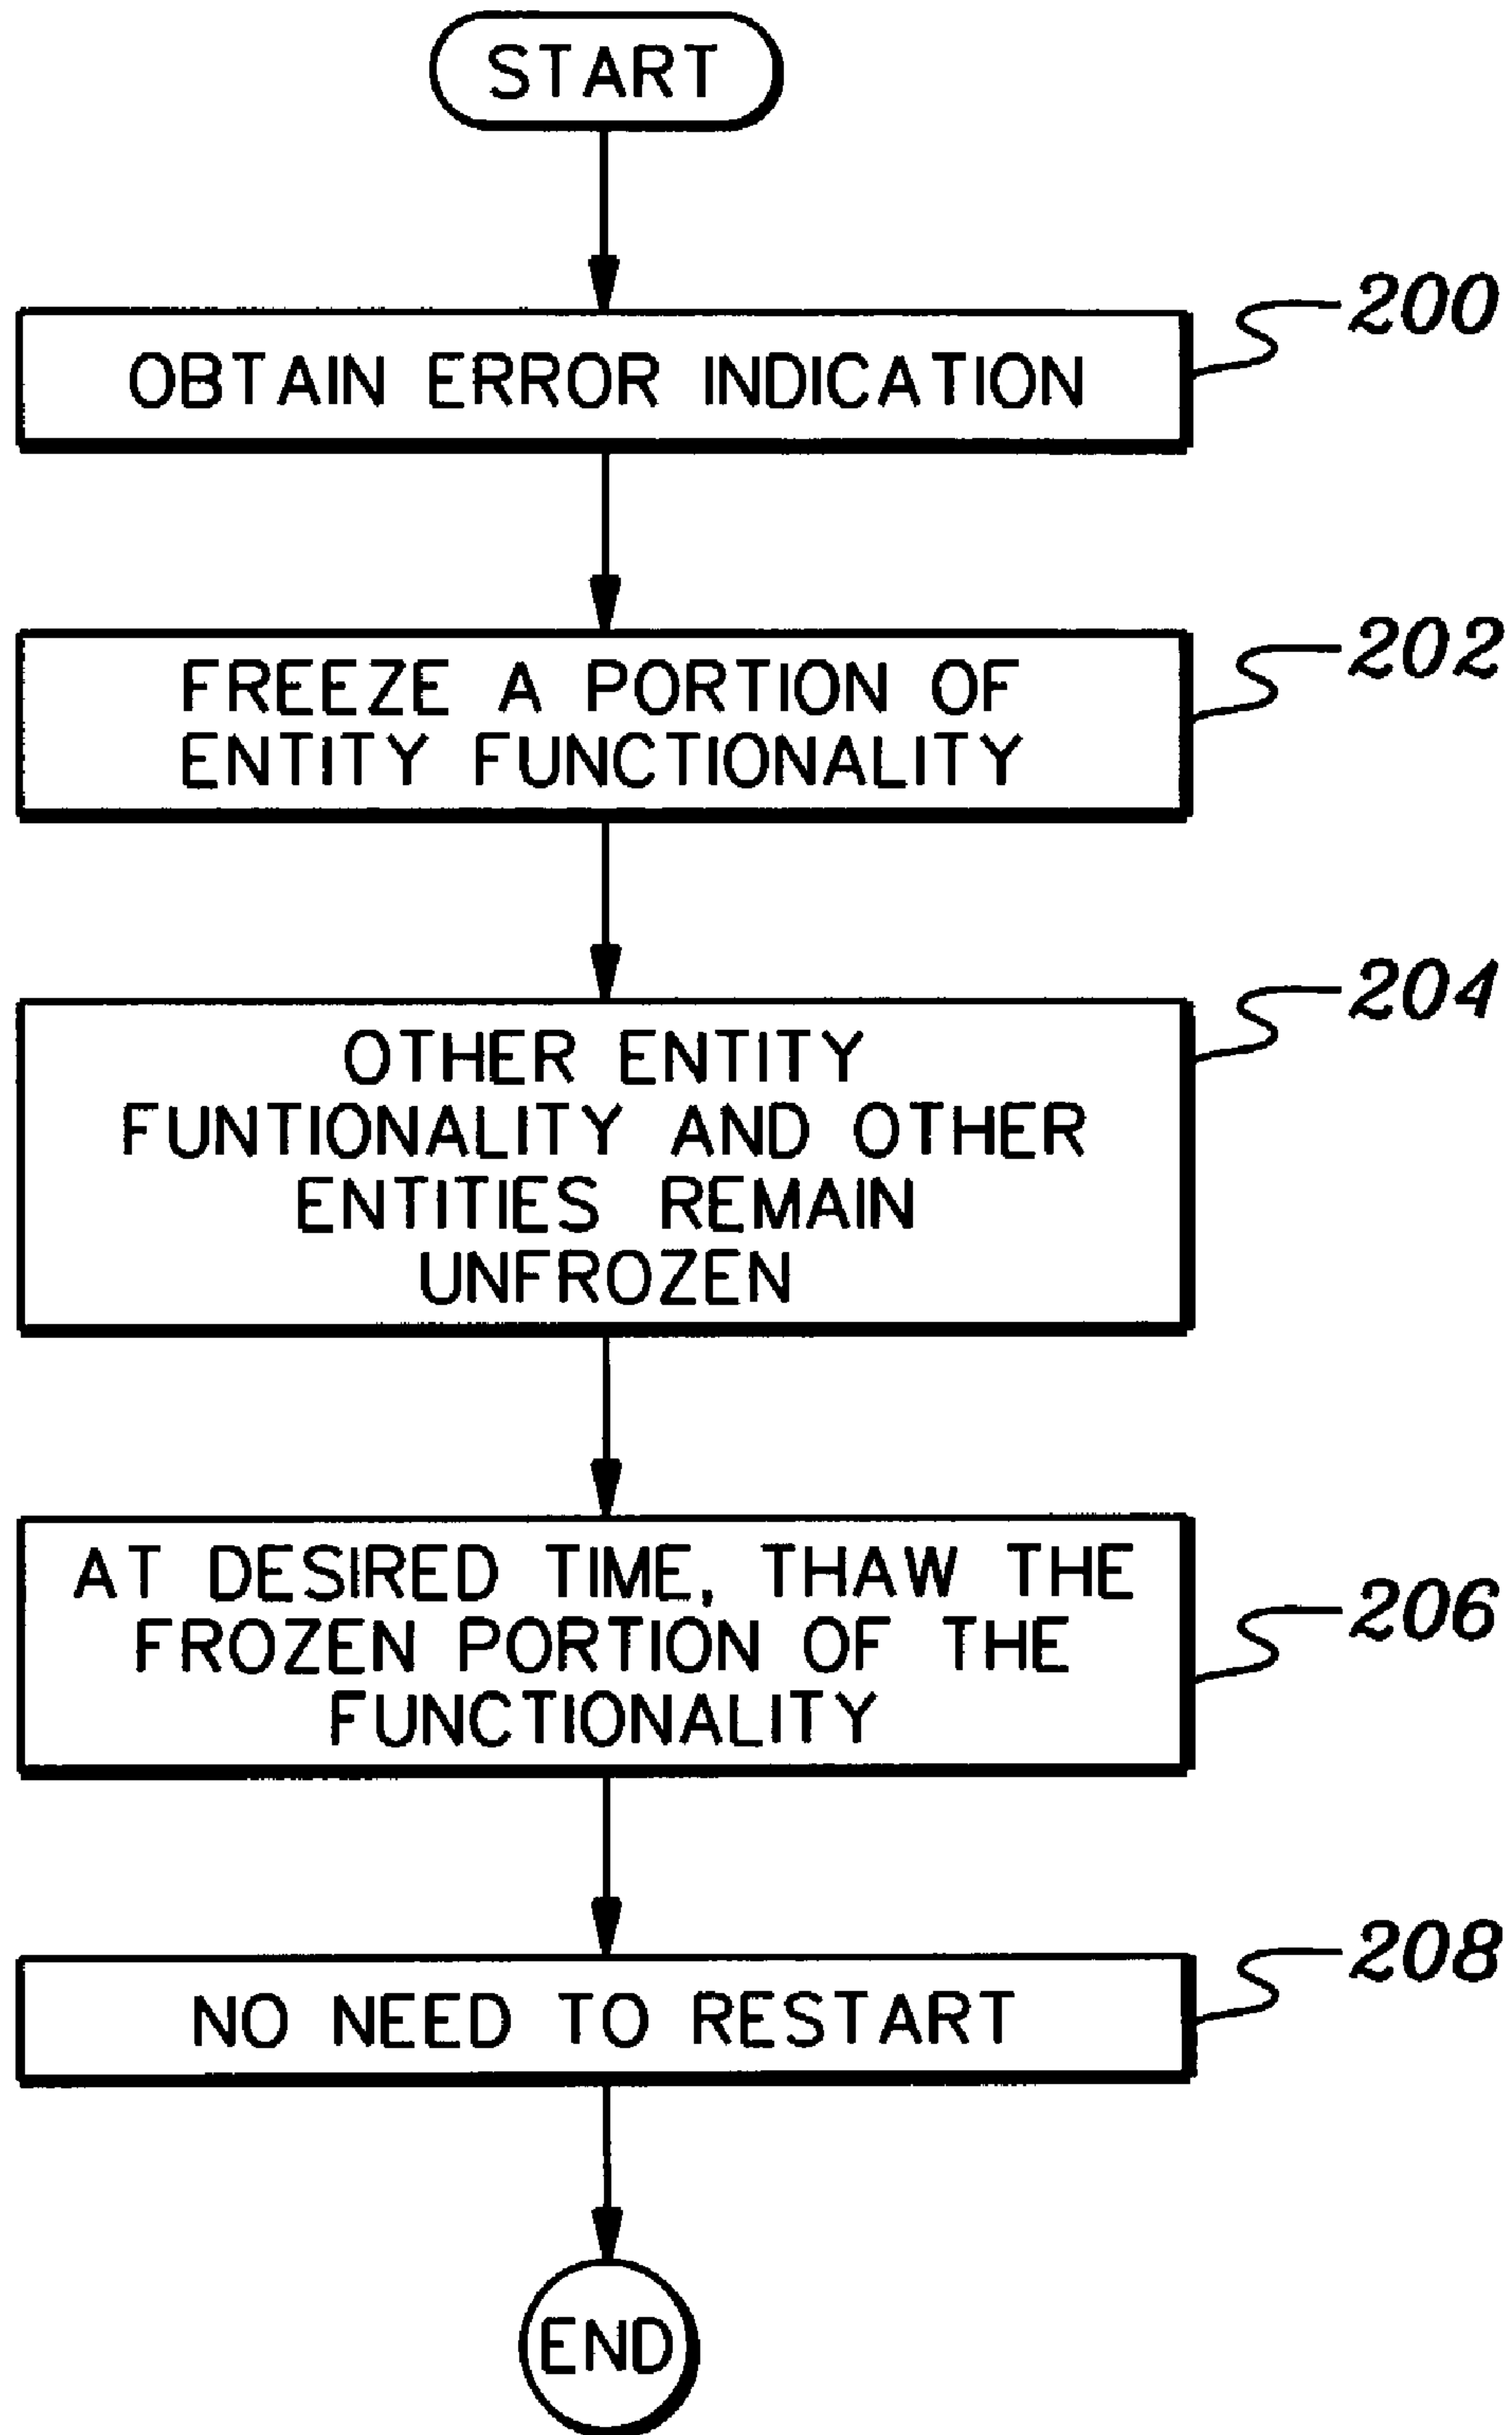 START
200
OBTAIN ERROR INDICATION
202
FREEZE A PORTION OF
ENTITY FUNCTIONALITY
204
OTHER ENTITY
FUNTIONALITY AND OTHER
ENTITIES REMAIN
UNFROZEN
AT DESIRED TIME, THAW THE
206
FROZEN PORTION OF THE
FUNCTIONALITY
208
NO NEED TO RESTART
END